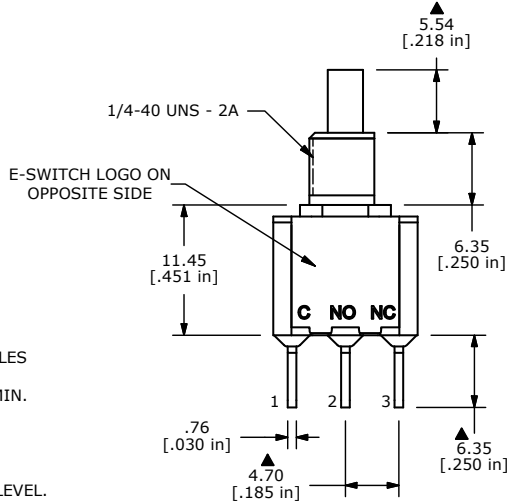 5.54
[.218 in]
1/4-40 UNS - 2A
E-SWITCH LOGO ON
OPPOSITE SIDE
11.45
[.451 in]
6.35
[.250 in]
C NO NC
LES
MIN.
1 2 3
.76
[.030 in]
6.35
[.250 in]
4.70
[.185 in]
LEVEL.